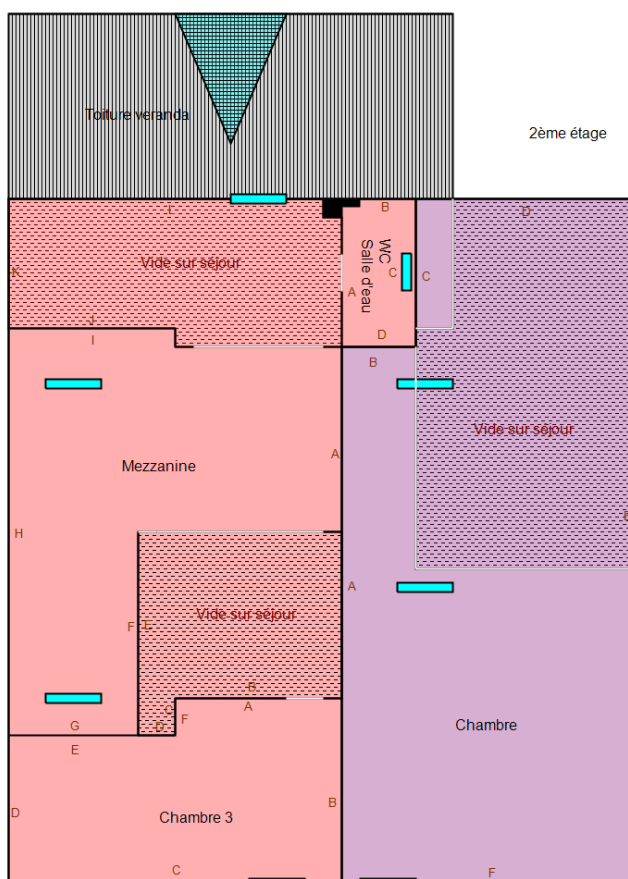 Toiture veranda
2ème étage
I
B
D
Vide sur séjour
WC
Salle d'eau
K
C
C
A
J
I
D
B
Mezzanine
A
Vide sur séjour
H
E
A
F
E
Vide sur séjour
B
A
C
F
D
G
E
Chambre
D
Chambre 3
B
C
F